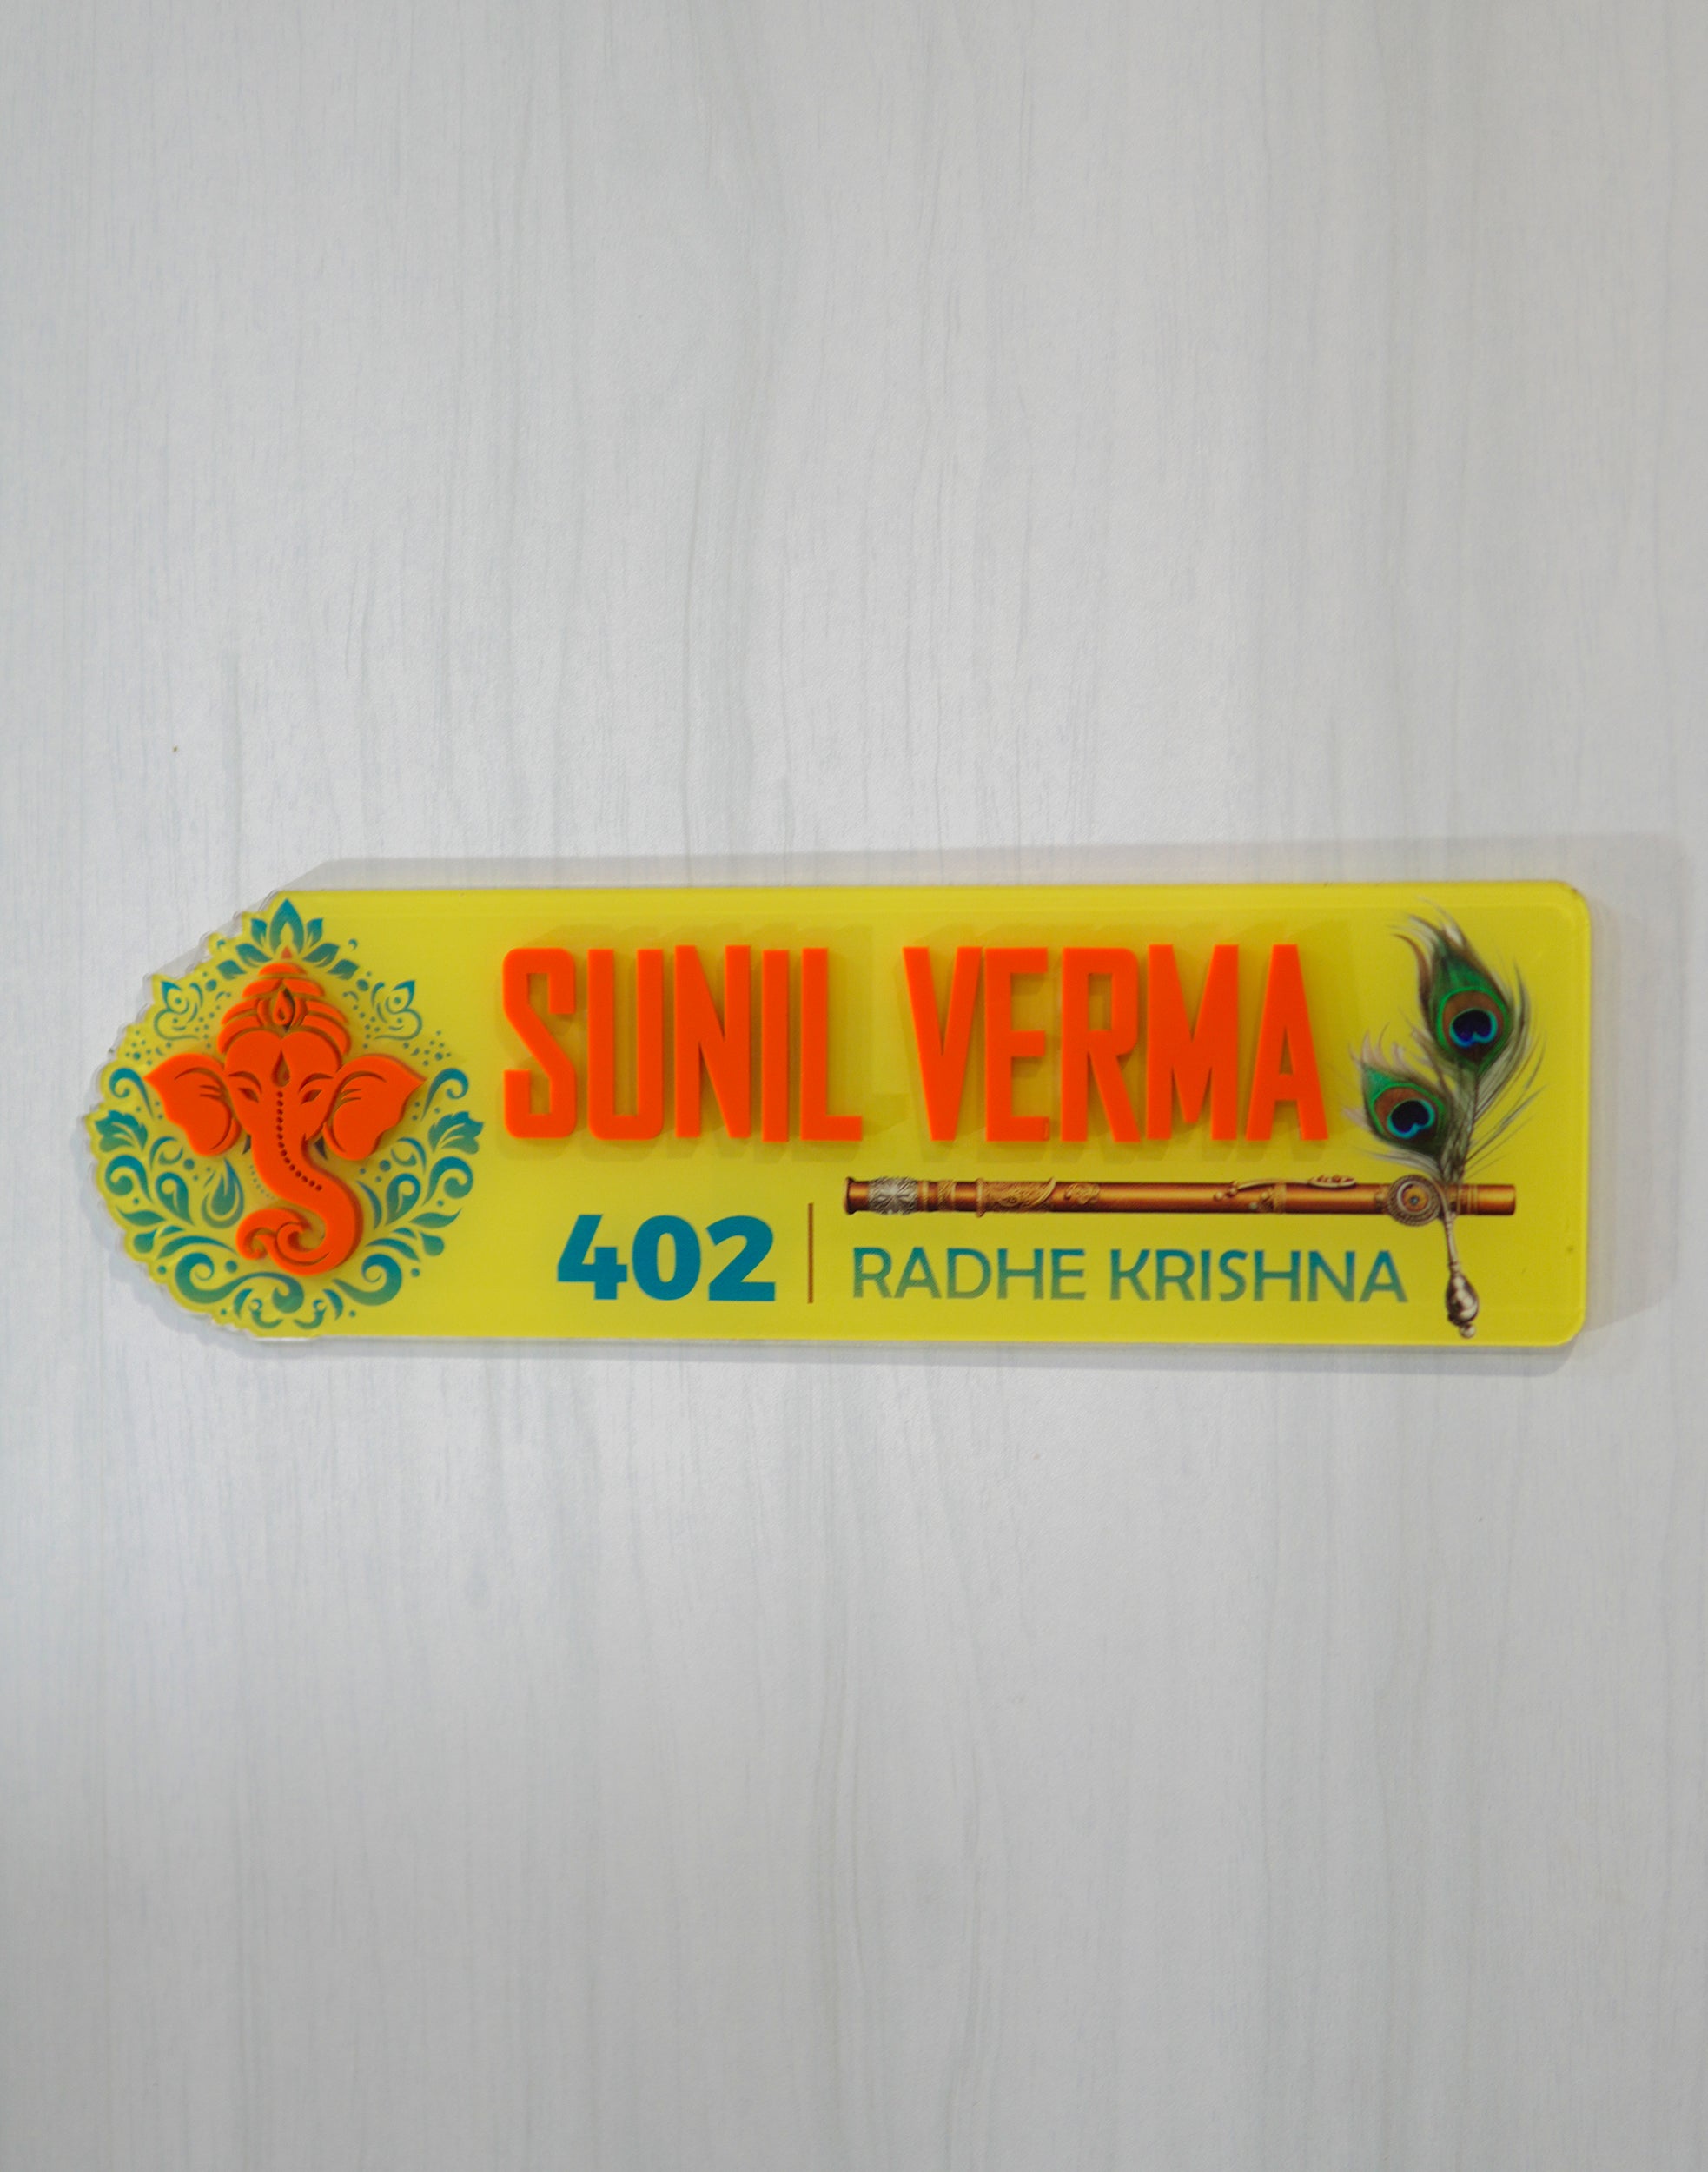 SUNIL VERMA
402 | RADHE KRISHNA